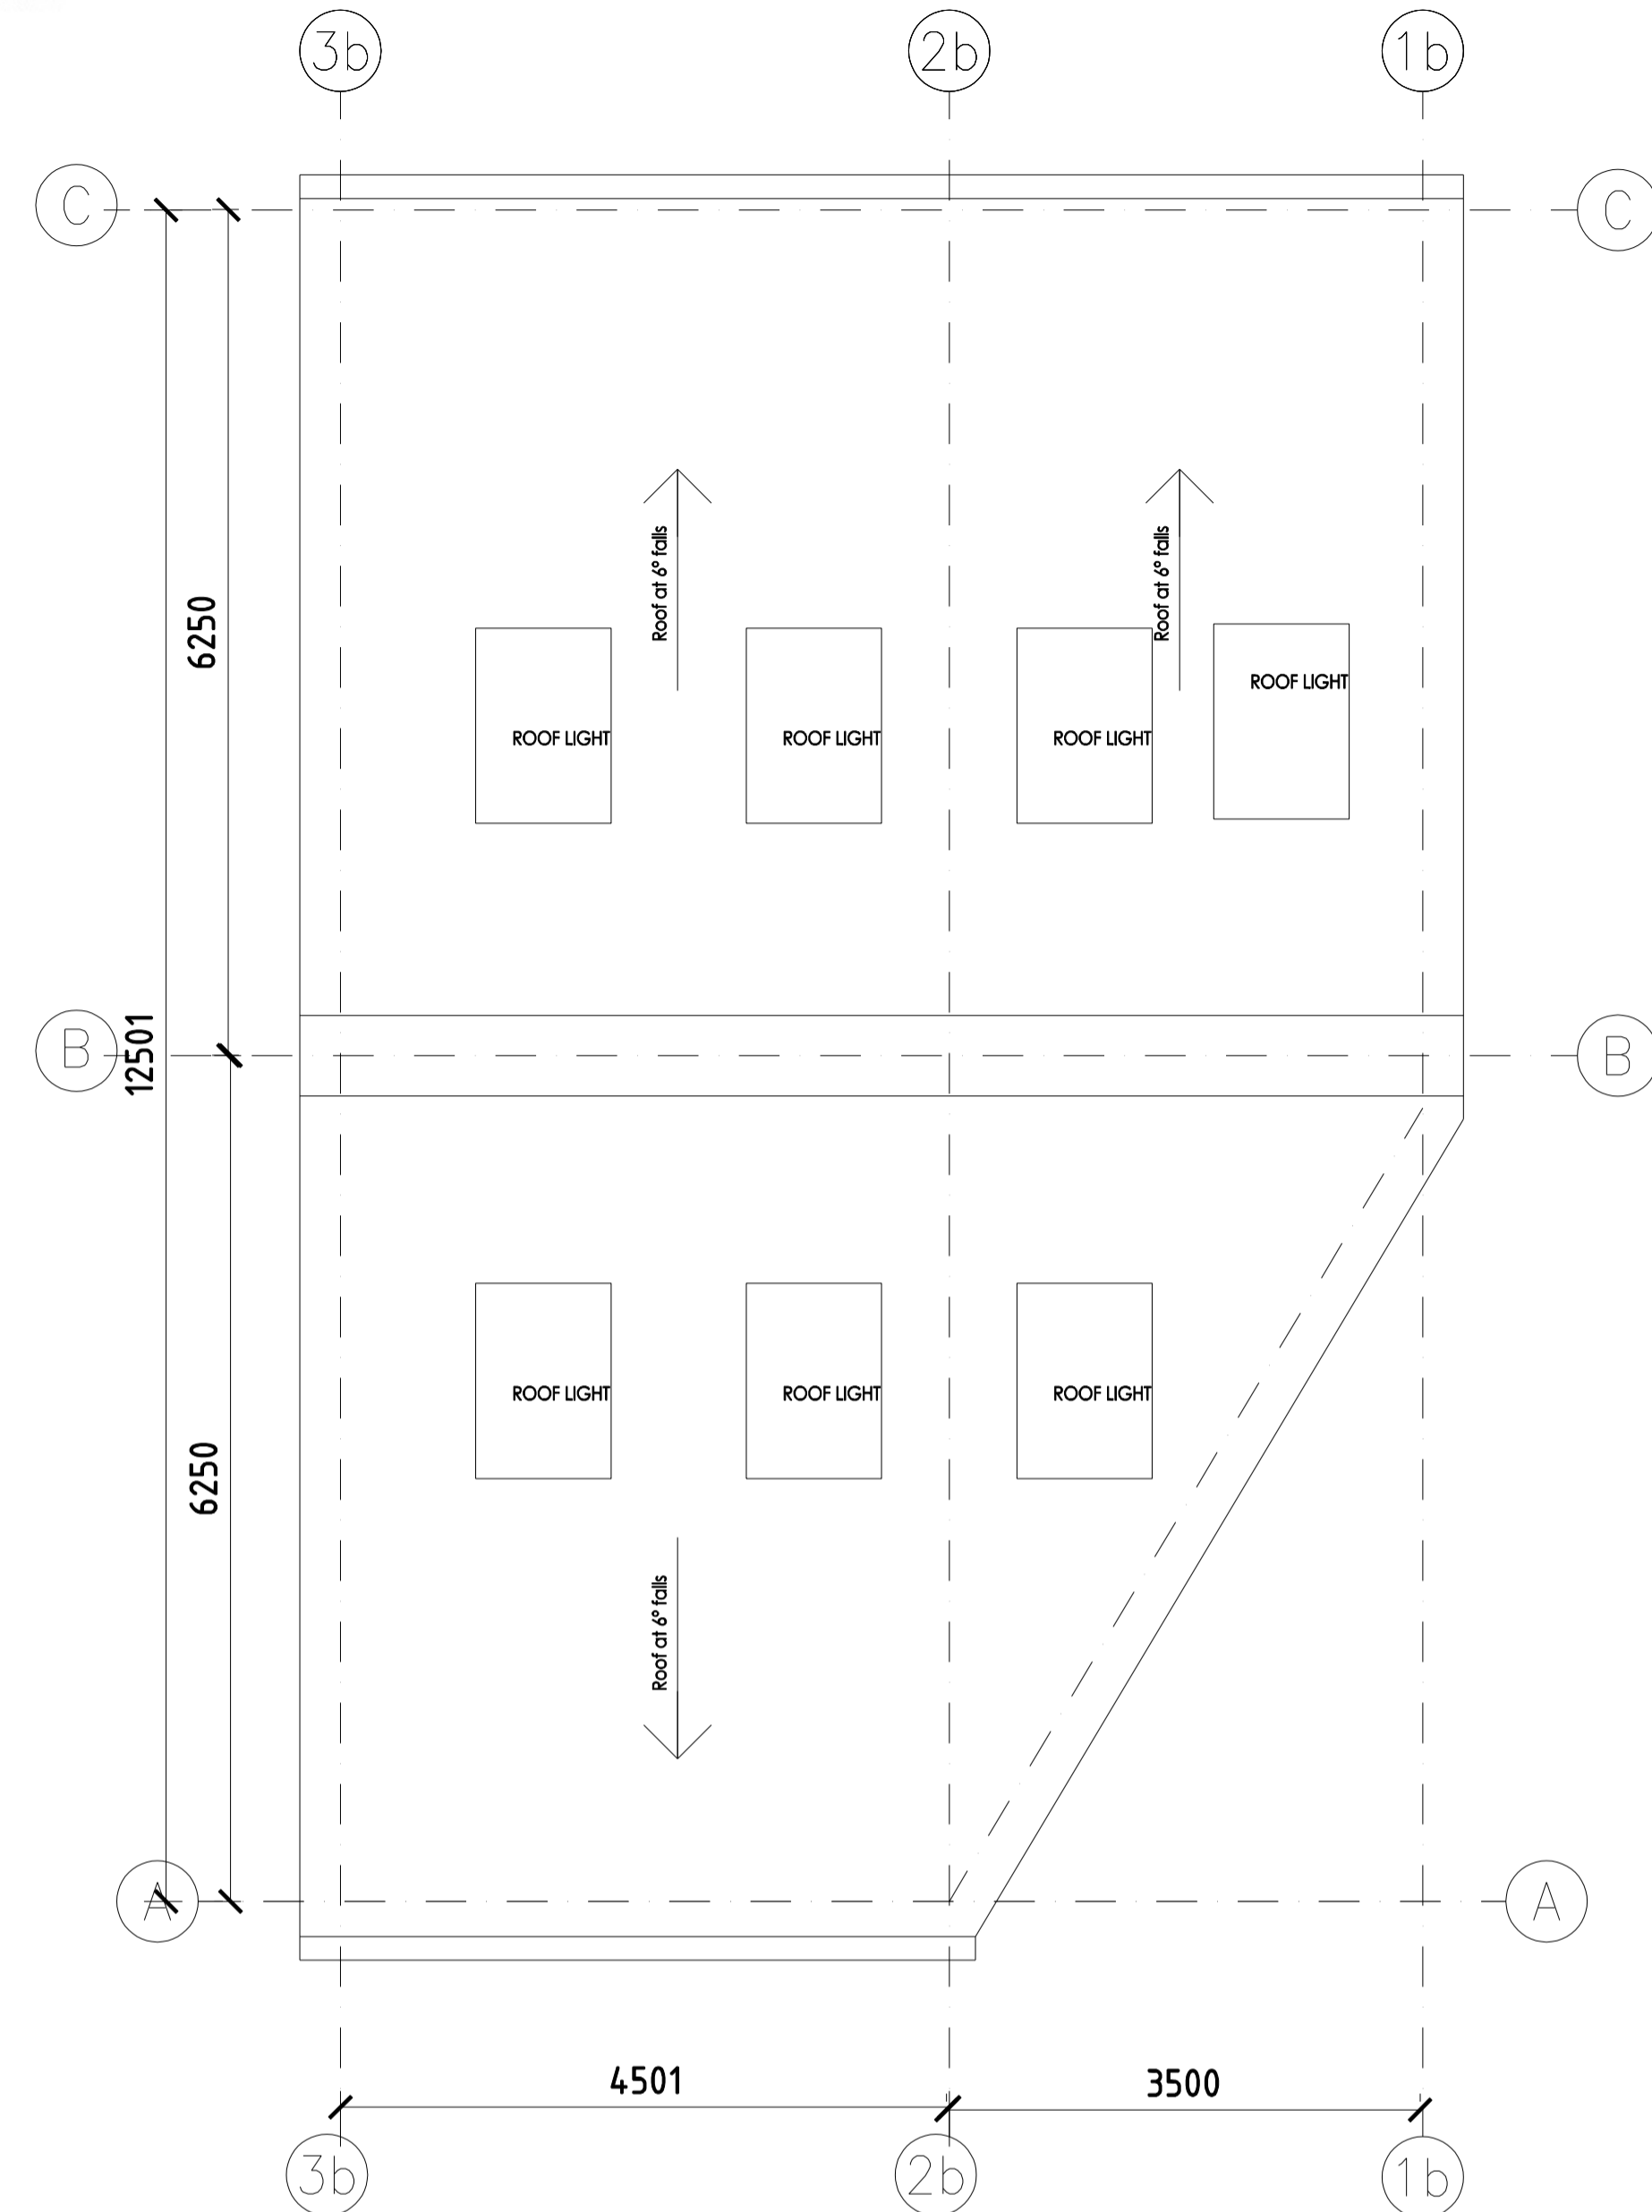 3b
2b
1b
C
C
Roof at 6° falls
Roof at 6° falls
6250
ROOF LIGHT
ROOF LIGHT
ROOF LIGHT
ROOF LIGHT
B
12501
B
ROOF LIGHT
ROOF LIGHT
ROOF LIGHT
6250
Roof at 6° falls
A
A
4501
3500
3b
2b
1b